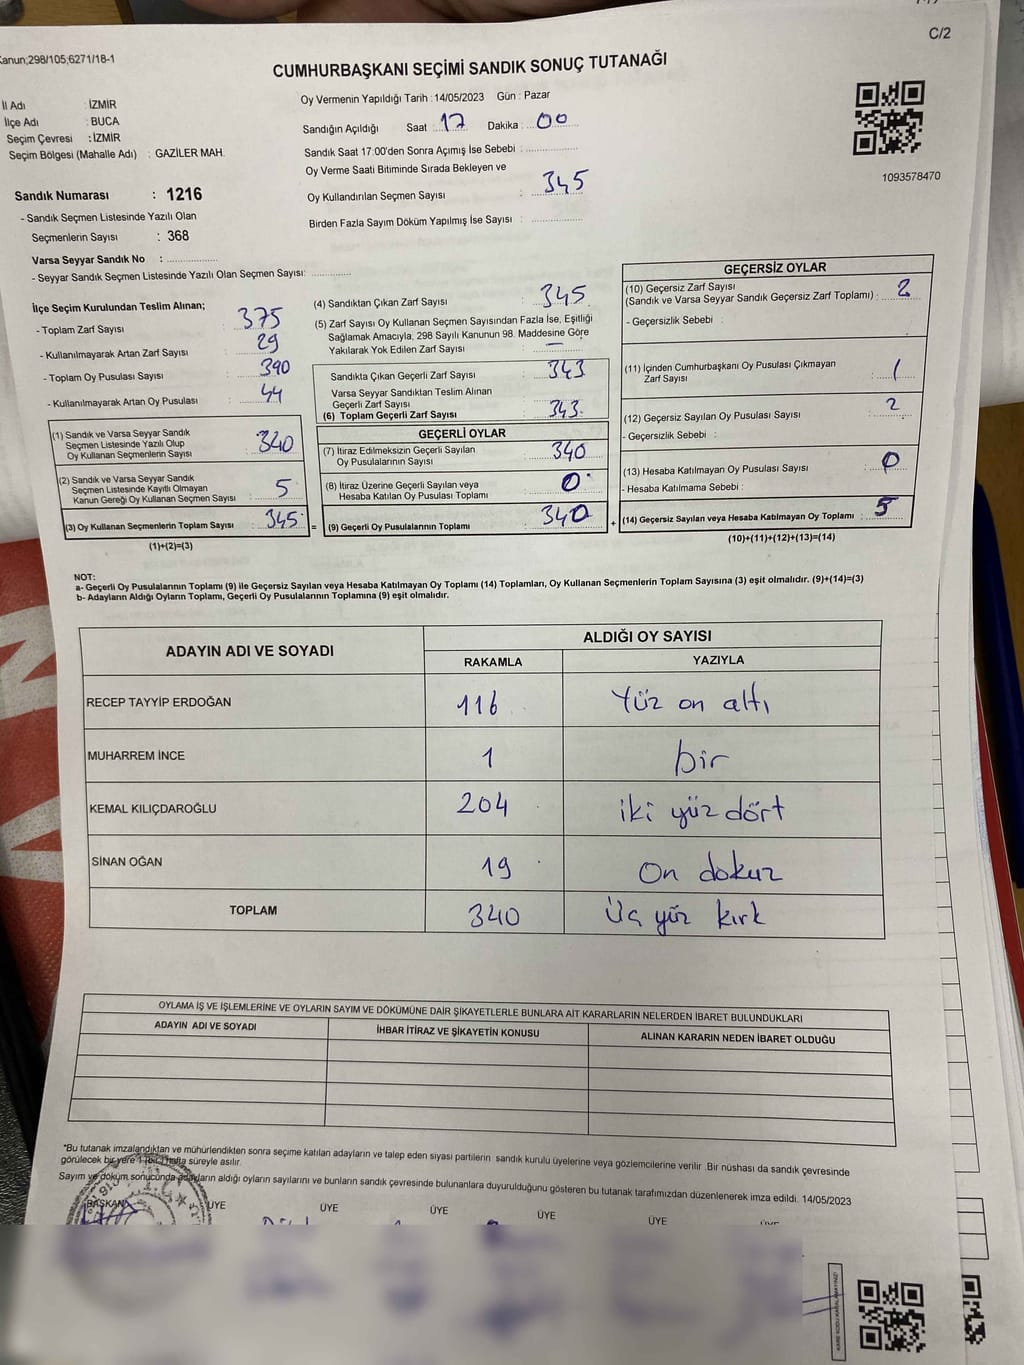 Kanun;298/105;6271/18-1
C/2
CUMHURBAŞKANI SEÇİMİ SANDIK SONUÇ TUTANAĞI
İl Adı : İZMİR
İlçe Adı : BUCA
Seçim Çevresi : İZMİR
Seçim Bölgesi (Mahalle Adı) : GAZİLER MAH.
Oy Vermenin Yapıldığı Tarih : 14/05/2023 Gün : Pazar
Sandığın Açıldığı Saat : 17 Dakika : 00
Sandık Saat 17:00'den Sonra Açımış İse Sebebi :
Oy Verme Saati Bitiminde Sırada Bekleyen ve
Oy Kullandırılan Seçmen Sayısı : 345
Birden Fazla Sayım Döküm Yapılmış İse Sayısı :
1093578470
Sandık Numarası : 1216
- Sandık Seçmen Listesinde Yazılı Olan
Seçmenlerin Sayısı : 368
Varsa Seyyar Sandık No :
- Seyyar Sandık Seçmen Listesinde Yazılı Olan Seçmen Sayısı:
İlçe Seçim Kurulundan Teslim Alınan;
- Toplam Zarf Sayısı : 375
- Kullanılmayarak Artan Zarf Sayısı : 29
- Toplam Oy Pusulası Sayısı : 390
- Kullanılmayarak Artan Oy Pusulası : 44
(1) Sandık ve Varsa Seyyar Sandık
Seçmen Listesinde Yazılı Olup
Oy Kullanan Seçmenlerin Sayısı : 340
(2) Sandık ve Varsa Seyyar Sandık
Seçmen Listesinde Kayıtlı Olmayan
Kanun Gereği Oy Kullanan Seçmen Sayısı : 5
(3) Oy Kullanan Seçmenlerin Toplam Sayısı : 345 =
(1)+(2)=(3)
(4) Sandıktan Çıkan Zarf Sayısı : 345
(5) Zarf Sayısı Oy Kullanan Seçmen Sayısından Fazla İse, Eşitliği
Sağlamak Amacıyla, 298 Sayılı Kanunun 98. Maddesine Göre
Yakılarak Yok Edilen Zarf Sayısı : —
Sandıkta Çıkan Geçerli Zarf Sayısı : 343
Varsa Seyyar Sandıktan Teslim Alınan
Geçerli Zarf Sayısı
(6) Toplam Geçerli Zarf Sayısı : 343
GEÇERLİ OYLAR
(7) İtiraz Edilmeksizin Geçerli Sayılan
Oy Pusulalarının Sayısı : 340
(8) İtiraz Üzerine Geçerli Sayılan veya
Hesaba Katılan Oy Pusulası Toplamı : 0
(9) Geçerli Oy Pusulalarının Toplamı : 340 +
GEÇERSİZ OYLAR
(10) Geçersiz Zarf Sayısı
(Sandık ve Varsa Seyyar Sandık Geçersiz Zarf Toplamı) : 2
- Geçersizlik Sebebi :
(11) İçinden Cumhurbaşkanı Oy Pusulası Çıkmayan
Zarf Sayısı : 1
(12) Geçersiz Sayılan Oy Pusulası Sayısı : 2
- Geçersizlik Sebebi :
(13) Hesaba Katılmayan Oy Pusulası Sayısı : 0
- Hesaba Katılmama Sebebi :
(14) Geçersiz Sayılan veya Hesaba Katılmayan Oy Toplamı : 5
(10)+(11)+(12)+(13)=(14)
NOT:
a- Geçerli Oy Pusulalarının Toplamı (9) ile Geçersiz Sayılan veya Hesaba Katılmayan Oy Toplamı (14) Toplamları, Oy Kullanan Seçmenlerin Toplam Sayısına (3) eşit olmalıdır. (9)+(14)=(3)
b- Adayların Aldığı Oyların Toplamı, Geçerli Oy Pusulalarının Toplamına (9) eşit olmalıdır.
ADAYIN ADI VE SOYADI ALDIĞI OY SAYISI
RAKAMLA YAZIYLA
RECEP TAYYİP ERDOĞAN 116 Yüz on altı
MUHARREM İNCE 1 bir
KEMAL KILIÇDAROĞLU 204 iki yüz dört
SİNAN OĞAN 19 On dokuz
TOPLAM 340 Üç yüz kırk
OYLAMA İŞ VE İŞLEMLERİNE VE OYLARIN SAYIM VE DÖKÜMÜNE DAİR ŞİKAYETLERLE BUNLARA AİT KARARLARIN NELERDEN İBARET BULUNDUKLARI
ADAYIN ADI VE SOYADI İHBAR İTİRAZ VE ŞİKAYETİN KONUSU ALINAN KARARIN NEDEN İBARET OLDUĞU
*Bu tutanak imzalandıktan ve mühürlendikten sonra seçime katılan adayların ve talep eden siyasi partilerin sandık kurulu üyelerine veya gözlemcilerine verilir. Bir nüshası da sandık çevresinde
görülecek bir yere 1 (bir) hafta süreyle asılır.
Sayım ve döküm sonucunda adayların aldığı oyların sayılarını ve bunların sandık çevresinde bulunanlara duyurulduğunu gösteren bu tutanak tarafımızdan düzenlenerek imza edildi. 14/05/2023
BAŞKAN ÜYE ÜYE ÜYE ÜYE ÜYE ÜYE